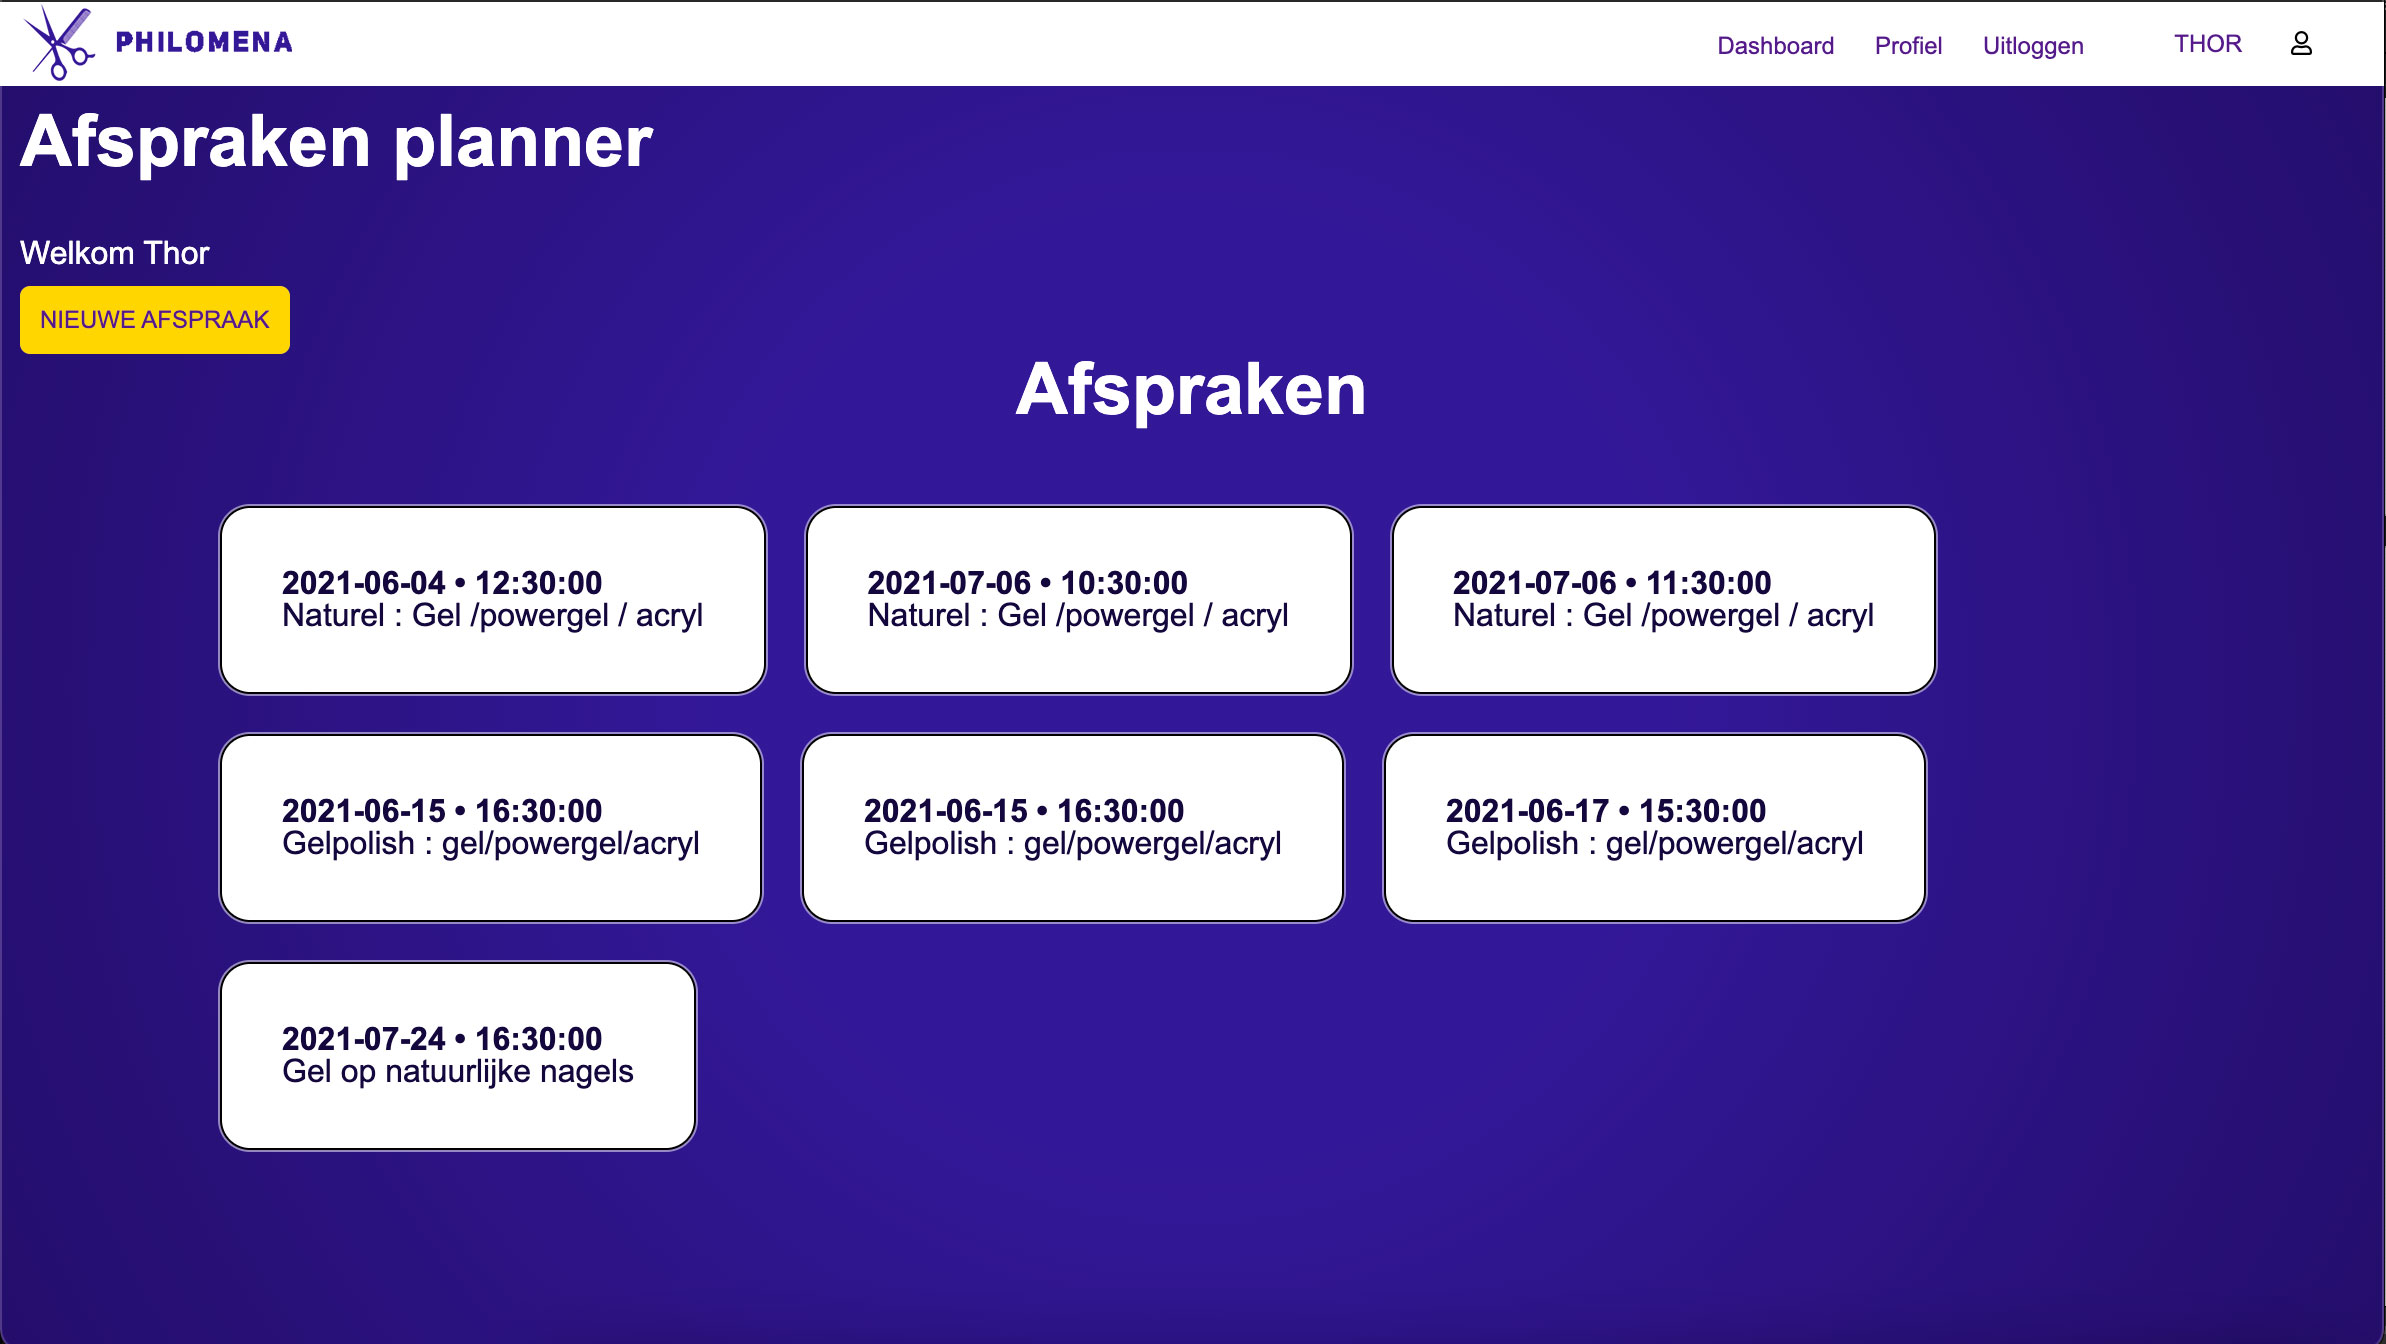 PHILOMENA
Dashboard Profiel Uitloggen THOR
Afspraken planner
Welkom Thor
NIEUWE AFSPRAAK
Afspraken
2021-06-04 • 12:30:00
Naturel : Gel /powergel / acryl
2021-07-06 • 10:30:00
Naturel : Gel /powergel / acryl
2021-07-06 • 11:30:00
Naturel : Gel /powergel / acryl
2021-06-15 • 16:30:00
Gelpolish : gel/powergel/acryl
2021-06-15 • 16:30:00
Gelpolish : gel/powergel/acryl
2021-06-17 • 15:30:00
Gelpolish : gel/powergel/acryl
2021-07-24 • 16:30:00
Gel op natuurlijke nagels